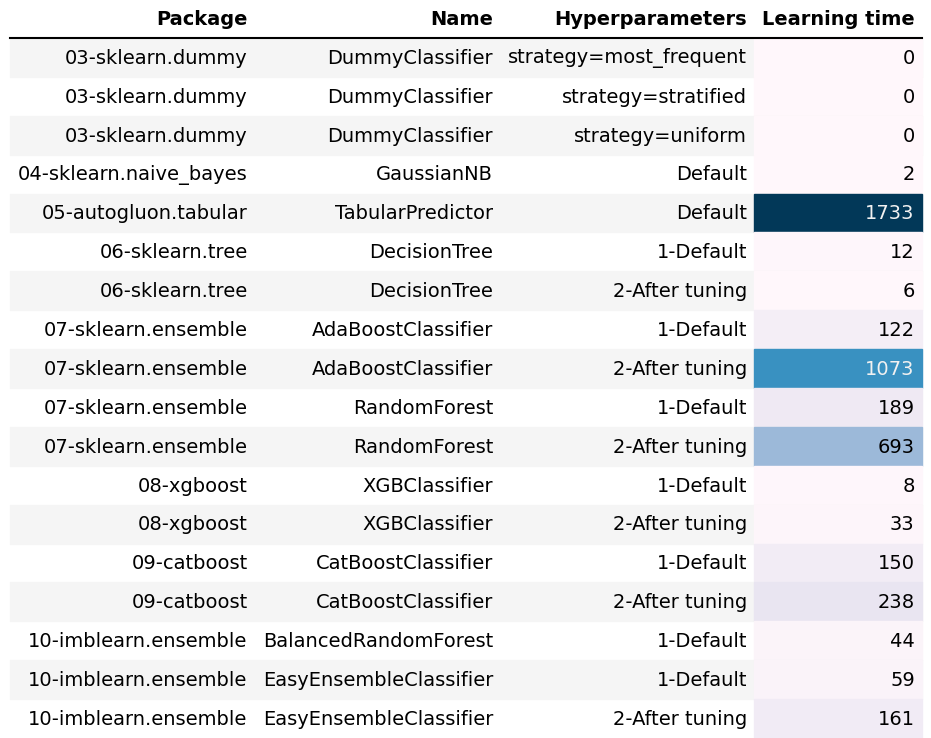 Package Name Hyperparameters Learning time
03-sklearn.dummy DummyClassifier strategy=most_frequent 0
03-sklearn.dummy DummyClassifier strategy=stratified 0
03-sklearn.dummy DummyClassifier strategy=uniform 0
04-sklearn.naive_bayes GaussianNB Default 2
05-autogluon.tabular TabularPredictor Default 1733
06-sklearn.tree DecisionTree 1-Default 12
06-sklearn.tree DecisionTree 2-After tuning 6
07-sklearn.ensemble AdaBoostClassifier 1-Default 122
07-sklearn.ensemble AdaBoostClassifier 2-After tuning 1073
07-sklearn.ensemble RandomForest 1-Default 189
07-sklearn.ensemble RandomForest 2-After tuning 693
08-xgboost XGBClassifier 1-Default 8
08-xgboost XGBClassifier 2-After tuning 33
09-catboost CatBoostClassifier 1-Default 150
09-catboost CatBoostClassifier 2-After tuning 238
10-imblearn.ensemble BalancedRandomForest 1-Default 44
10-imblearn.ensemble EasyEnsembleClassifier 1-Default 59
10-imblearn.ensemble EasyEnsembleClassifier 2-After tuning 161